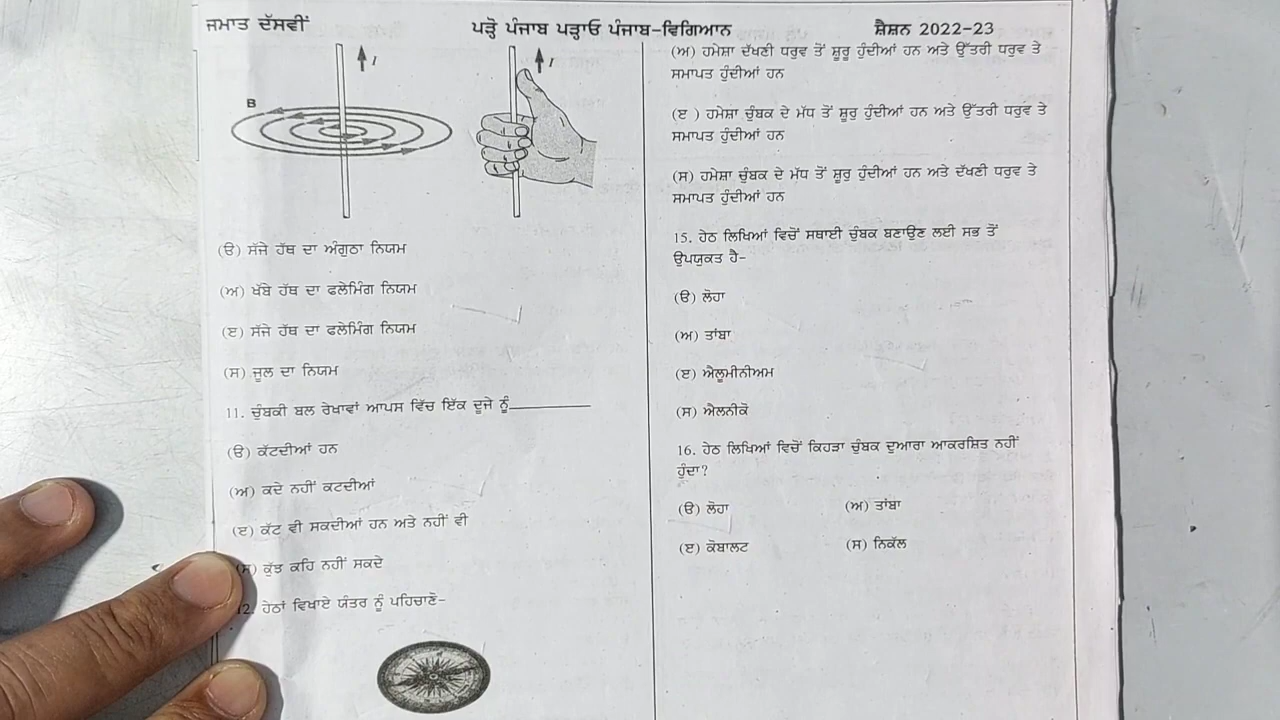 ਜਮਾਤ ਦੱਸਵੀਂ
ਪੜ੍ਹੋ ਪੰਜਾਬ ਪੜ੍ਹਾਓ ਪੰਜਾਬ-ਵਿਗਿਆਨ
ਸ਼ੈਸ਼ਨ 2022-23
I
B
I
(ੳ) ਸੱਜੇ ਹੱਥ ਦਾ ਅੰਗੂਠਾ ਨਿਯਮ
(ਅ) ਖੱਬੇ ਹੱਥ ਦਾ ਫਲੇਮਿੰਗ ਨਿਯਮ
(ੲ) ਸੱਜੇ ਹੱਥ ਦਾ ਫਲੇਮਿੰਗ ਨਿਯਮ
(ਸ) ਜੂਲ ਦਾ ਨਿਯਮ
11. ਚੁੰਬਕੀ ਬਲ ਰੇਖਾਵਾਂ ਆਪਸ ਵਿੱਚ ਇੱਕ ਦੂਜੇ ਨੂੰ__________
(ੳ) ਕੱਟਦੀਆਂ ਹਨ
(ਅ) ਕਦੇ ਨਹੀਂ ਕਟਦੀਆਂ
(ੲ) ਕੱਟ ਵੀ ਸਕਦੀਆਂ ਹਨ ਅਤੇ ਨਹੀਂ ਵੀ
(ਸ) ਕੁੱਝ ਕਹਿ ਨਹੀਂ ਸਕਦੇ
12. ਹੇਠਾਂ ਵਿਖਾਏ ਯੰਤਰ ਨੂੰ ਪਹਿਚਾਣੋ-
(ਅ) ਹਮੇਸ਼ਾ ਦੱਖਣੀ ਧਰੁਵ ਤੋਂ ਸ਼ੁਰੂ ਹੁੰਦੀਆਂ ਹਨ ਅਤੇ ਉੱਤਰੀ ਧਰੁਵ ਤੇ
ਸਮਾਪਤ ਹੁੰਦੀਆਂ ਹਨ
(ੲ ) ਹਮੇਸ਼ਾ ਚੁੰਬਕ ਦੇ ਮੱਧ ਤੋਂ ਸ਼ੁਰੂ ਹੁੰਦੀਆਂ ਹਨ ਅਤੇ ਉੱਤਰੀ ਧਰੁਵ ਤੇ
ਸਮਾਪਤ ਹੁੰਦੀਆਂ ਹਨ
(ਸ) ਹਮੇਸ਼ਾ ਚੁੰਬਕ ਦੇ ਮੱਧ ਤੋਂ ਸ਼ੁਰੂ ਹੁੰਦੀਆਂ ਹਨ ਅਤੇ ਦੱਖਣੀ ਧਰੁਵ ਤੇ
ਸਮਾਪਤ ਹੁੰਦੀਆਂ ਹਨ
15. ਹੇਠ ਲਿਖਿਆਂ ਵਿਚੋਂ ਸਥਾਈ ਚੁੰਬਕ ਬਣਾਉਣ ਲਈ ਸਭ ਤੋਂ
ਉਪਯੁਕਤ ਹੈ-
(ੳ) ਲੋਹਾ
(ਅ) ਤਾਂਬਾ
(ੲ) ਐਲੂਮੀਨੀਅਮ
(ਸ) ਐਲਨੀਕੋ
16. ਹੇਠ ਲਿਖਿਆਂ ਵਿਚੋਂ ਕਿਹੜਾ ਚੁੰਬਕ ਦੁਆਰਾ ਆਕਰਸ਼ਿਤ ਨਹੀਂ
ਹੁੰਦਾ?
(ੳ) ਲੋਹਾ (ਅ) ਤਾਂਬਾ
(ੲ) ਕੋਬਾਲਟ (ਸ) ਨਿਕੱਲ